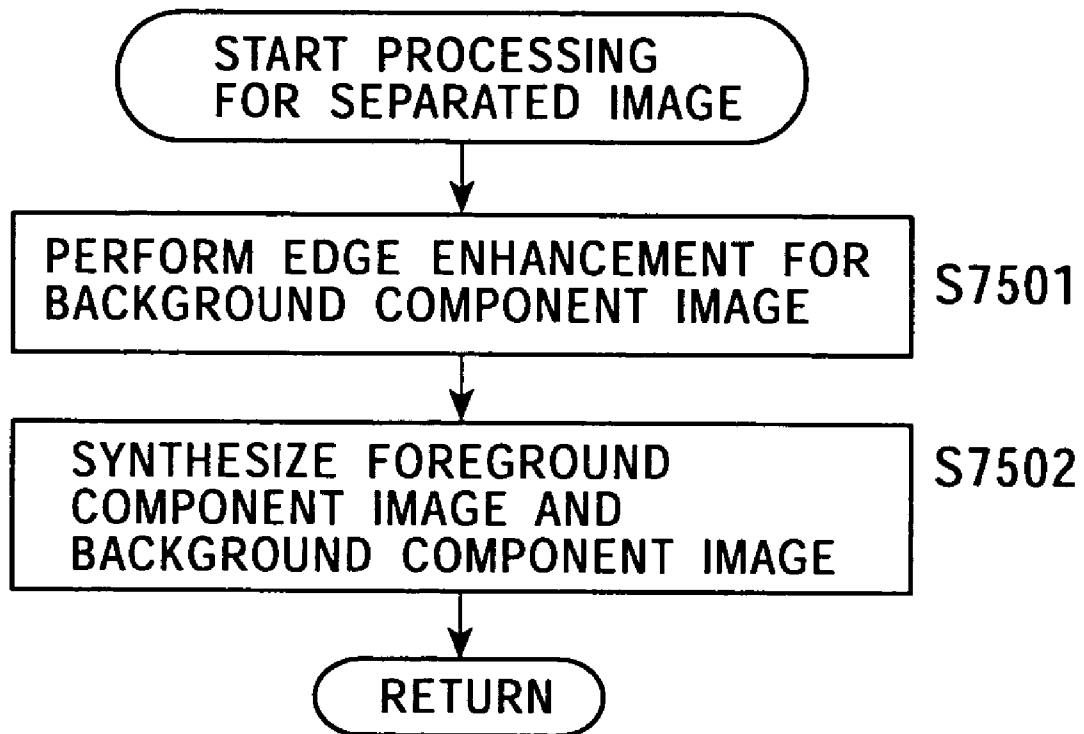 START PROCESSING
FOR SEPARATED IMAGE
PERFORM EDGE ENHANCEMENT FOR
BACKGROUND COMPONENT IMAGE
S7501
SYNTHESIZE FOREGROUND
COMPONENT IMAGE AND
BACKGROUND COMPONENT IMAGE
S7502
RETURN